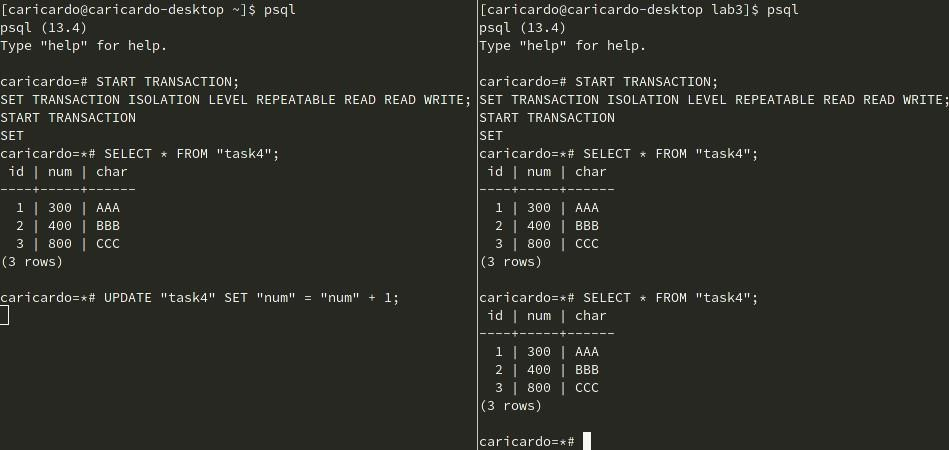 [caricardo@caricardo-desktop ~]$ psql
psql (13.4)
Type "help" for help.
caricardo=# START TRANSACTION;
SET TRANSACTION ISOLATION LEVEL REPEATABLE READ READ WRITE;
START TRANSACTION
SET
caricardo=*# SELECT * FROM "task4";
 id | num | char
----+-----+------
  1 | 300 | AAA
  2 | 400 | BBB
  3 | 800 | CCC
(3 rows)
caricardo=*# UPDATE "task4" SET "num" = "num" + 1;
[caricardo@caricardo-desktop lab3]$ psql
psql (13.4)
Type "help" for help.
caricardo=# START TRANSACTION;
SET TRANSACTION ISOLATION LEVEL REPEATABLE READ READ WRITE;
START TRANSACTION
SET
caricardo=*# SELECT * FROM "task4";
 id | num | char
----+-----+------
  1 | 300 | AAA
  2 | 400 | BBB
  3 | 800 | CCC
(3 rows)
caricardo=*# SELECT * FROM "task4";
 id | num | char
----+-----+------
  1 | 300 | AAA
  2 | 400 | BBB
  3 | 800 | CCC
(3 rows)
caricardo=*#